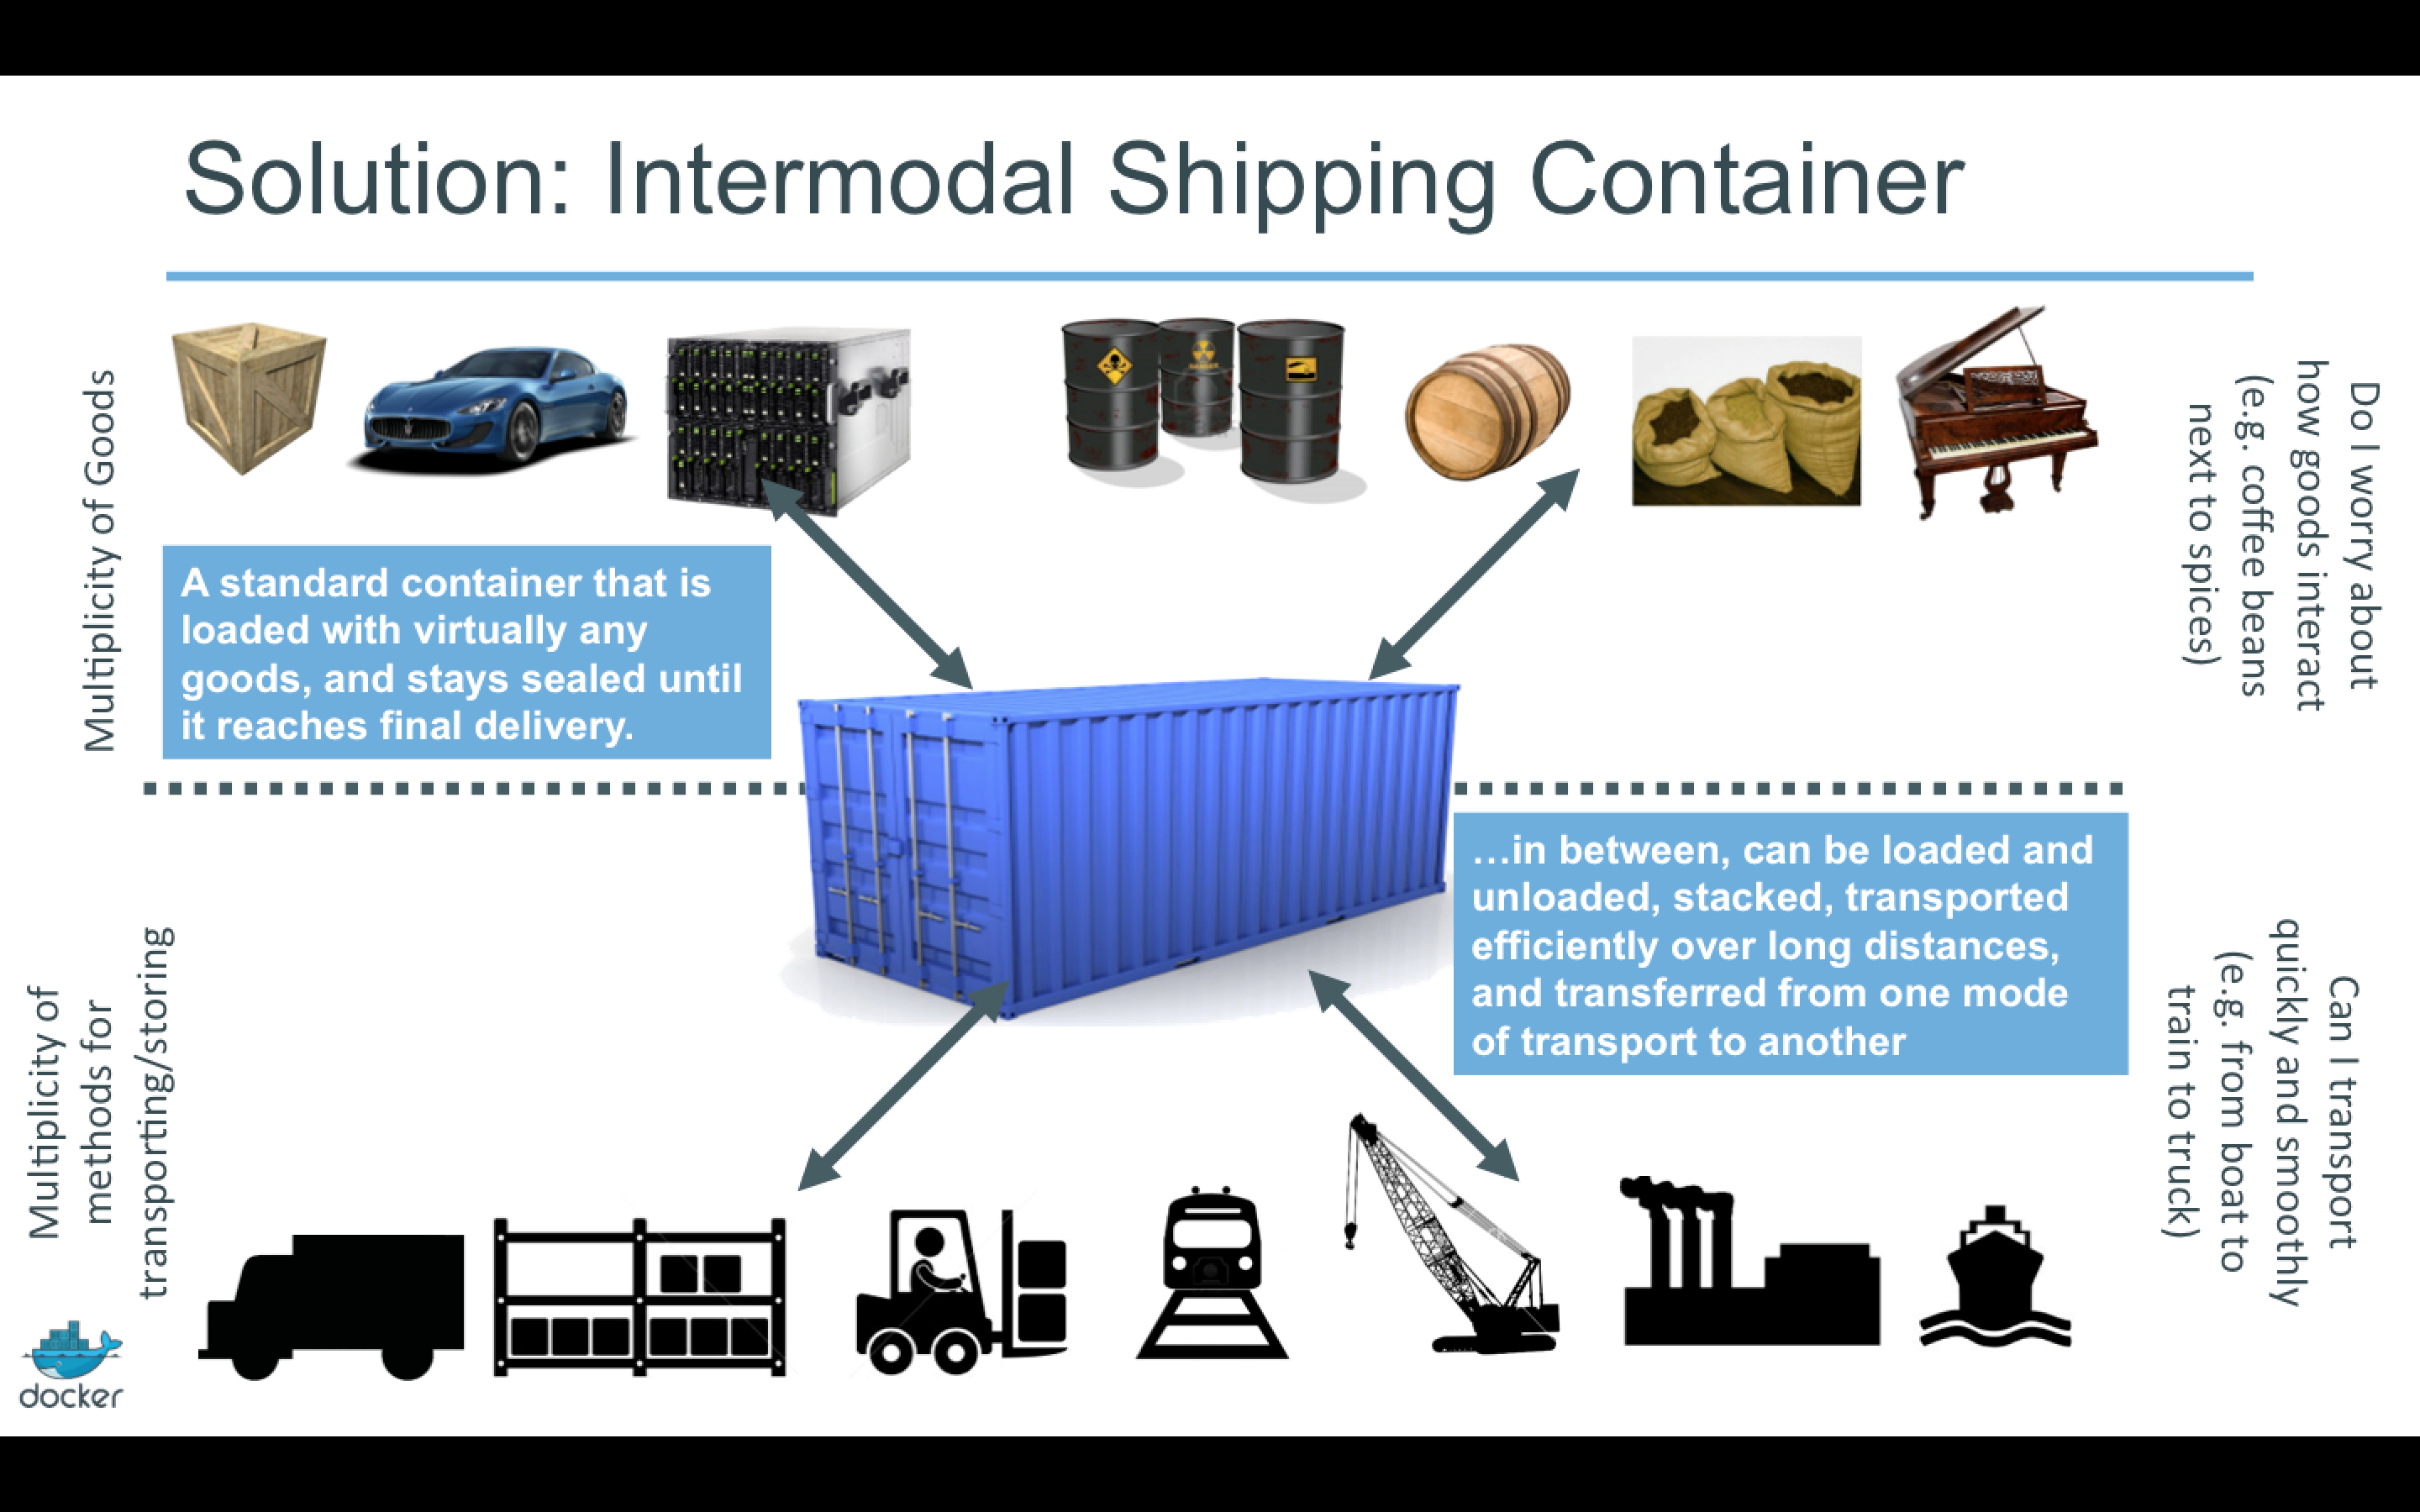 Solution: Intermodal Shipping Container
Multiplicity of Goods
Do I worry about
how goods interact
(e.g. coffee beans
next to spices)
A standard container that is
loaded with virtually any
goods, and stays sealed until
it reaches final delivery.
…in between, can be loaded and
unloaded, stacked, transported
efficiently over long distances,
and transferred from one mode
of transport to another
Multiplicity of
methods for
transporting/storing
Can I transport
quickly and smoothly
(e.g. from boat to
train to truck)
docker